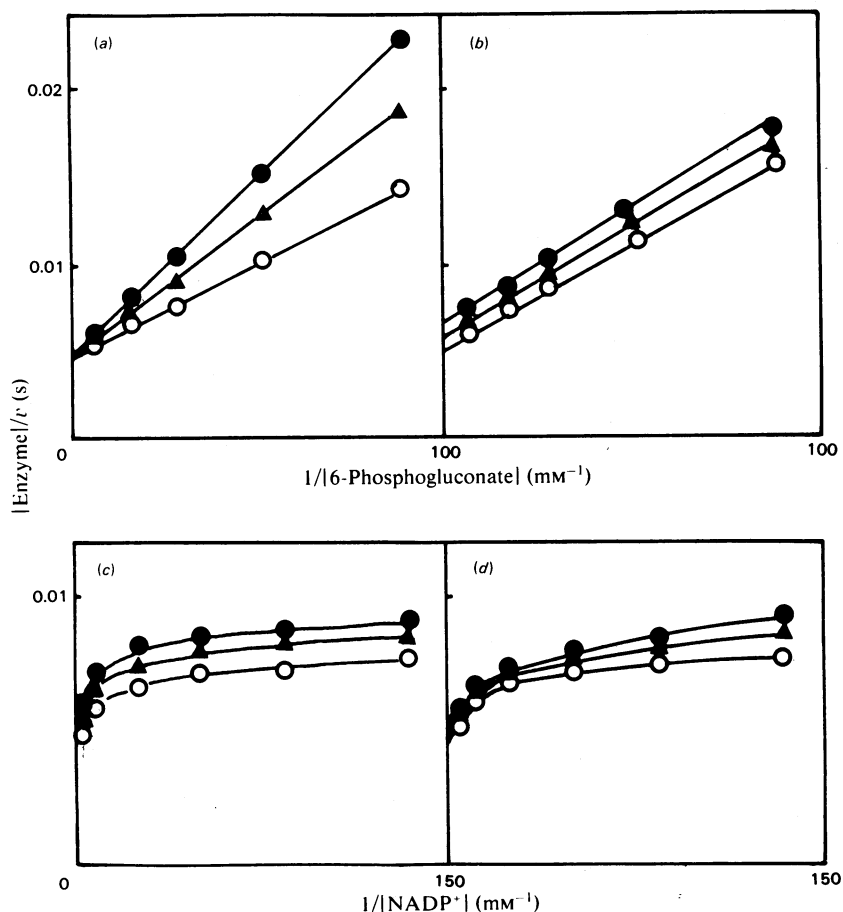 (a)
(b)
0.02
0.01
0
100
100
1/|6-Phosphogluconate| (mM⁻¹)
|Enzyme|/v (s)
(c)
(d)
0.01
0
150
150
1/|NADP⁺| (mM⁻¹)